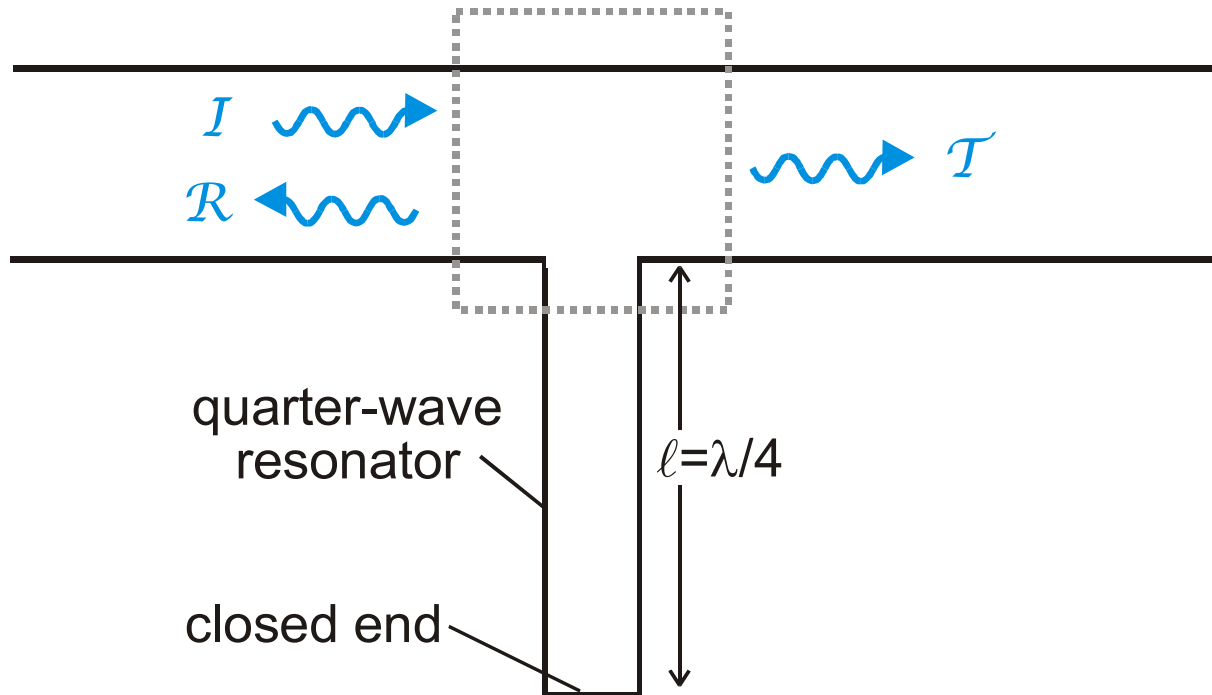 I
R
T
quarter-wave
resonator
ℓ=λ/4
closed end